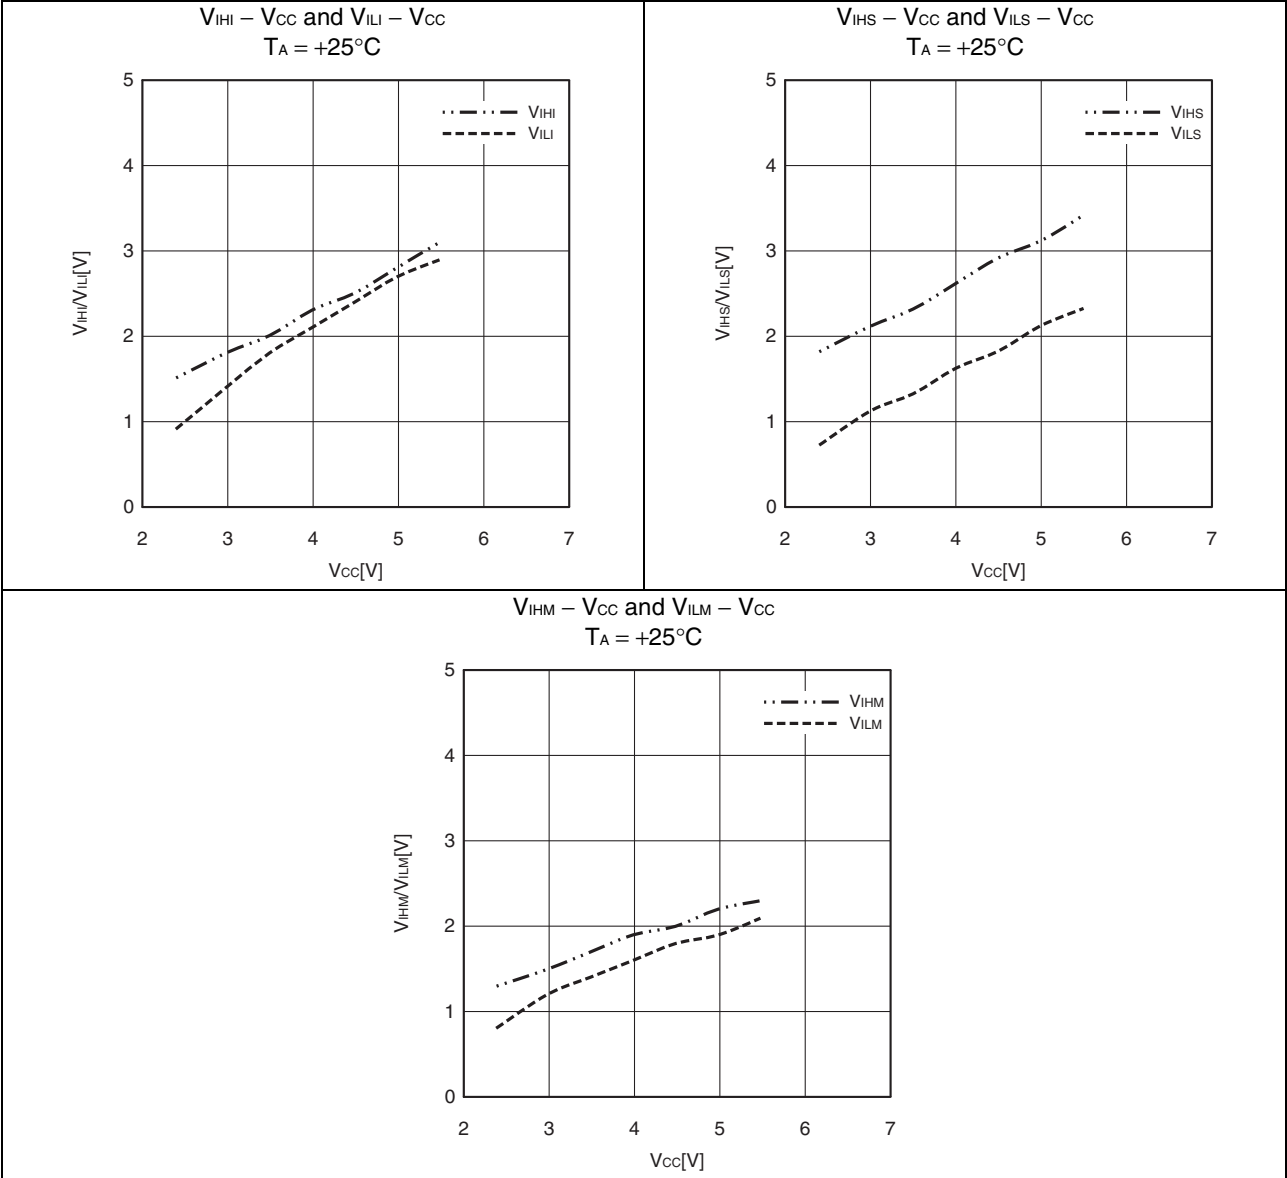 VIHI – VCC and VILI – VCC
TA = +25°C
5
4
3
2
1
0
2 3 4 5 6 7
VIHI/VILI[V]
VCC[V]
VIHI
VILI
VIHS – VCC and VILS – VCC
TA = +25°C
5
4
3
2
1
0
2 3 4 5 6 7
VIHS/VILS[V]
VCC[V]
VIHS
VILS
VIHM – VCC and VILM – VCC
TA = +25°C
5
4
3
2
1
0
2 3 4 5 6 7
VIHM/VILM[V]
VCC[V]
VIHM
VILM